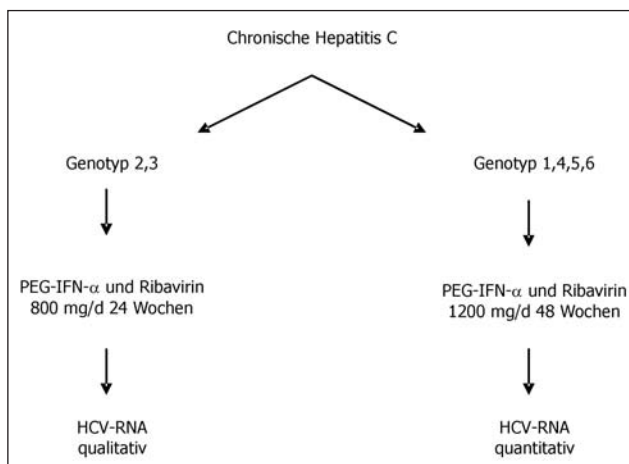 Chronische Hepatitis C
Genotyp 2,3
Genotyp 1,4,5,6
PEG-IFN-α und Ribavirin
800 mg/d 24 Wochen
PEG-IFN-α und Ribavirin
1200 mg/d 48 Wochen
HCV-RNA
qualitativ
HCV-RNA
quantitativ